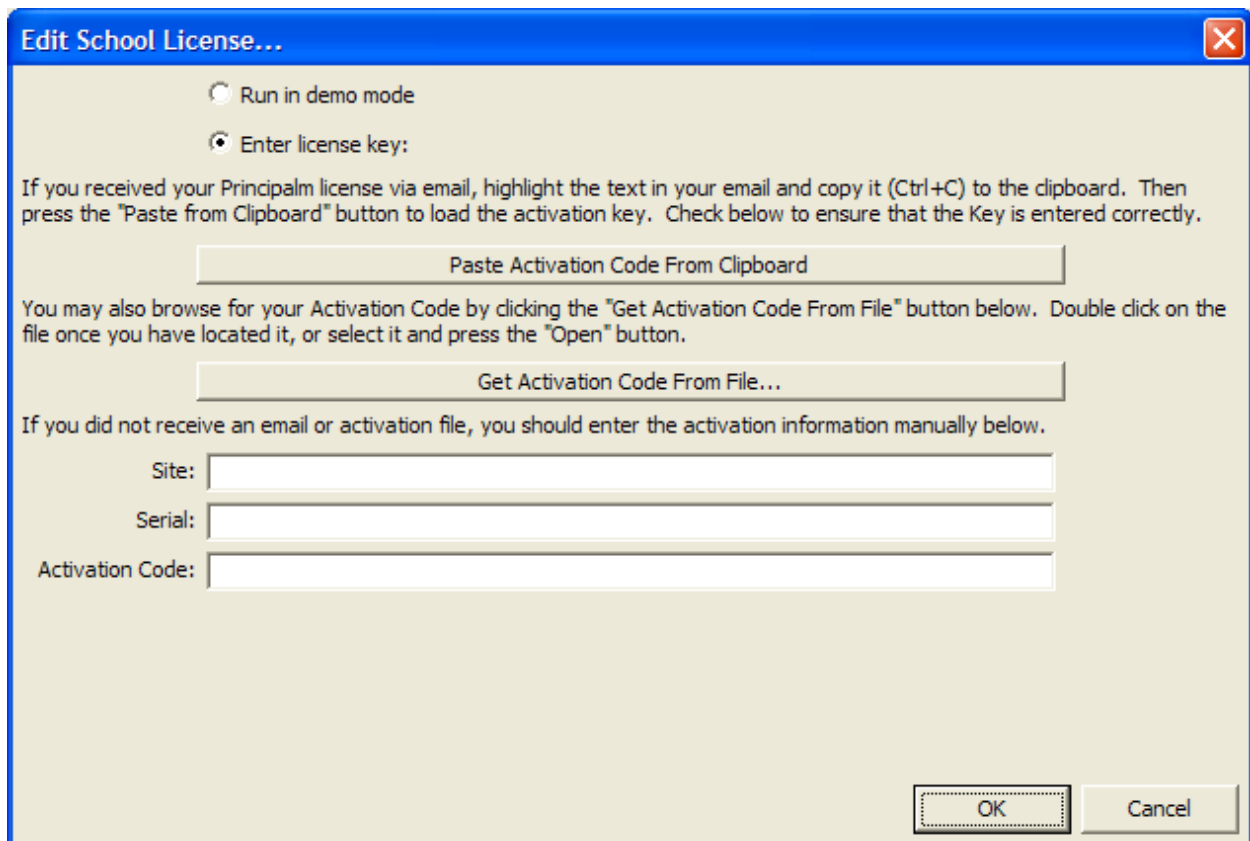 Edit School License...
Run in demo mode
Enter license key:
If you received your Principalm license via email, highlight the text in your email and copy it (Ctrl+C) to the clipboard.  Then
press the "Paste from Clipboard" button to load the activation key.  Check below to ensure that the Key is entered correctly.
Paste Activation Code From Clipboard
You may also browse for your Activation Code by clicking the "Get Activation Code From File" button below.  Double click on the
file once you have located it, or select it and press the "Open" button.
Get Activation Code From File...
If you did not receive an email or activation file, you should enter the activation information manually below.
Site:
Serial:
Activation Code:
OK Cancel